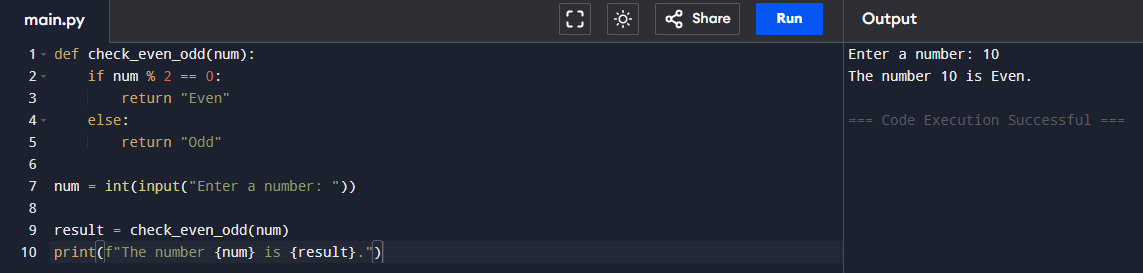 main.py
Share
Run
Output
1 def check_even_odd(num):
2     if num % 2 == 0:
3         return "Even"
4     else:
5         return "Odd"
6
7 num = int(input("Enter a number: "))
8
9 result = check_even_odd(num)
10 print(f"The number {num} is {result}.")
Enter a number: 10
The number 10 is Even.
=== Code Execution Successful ===